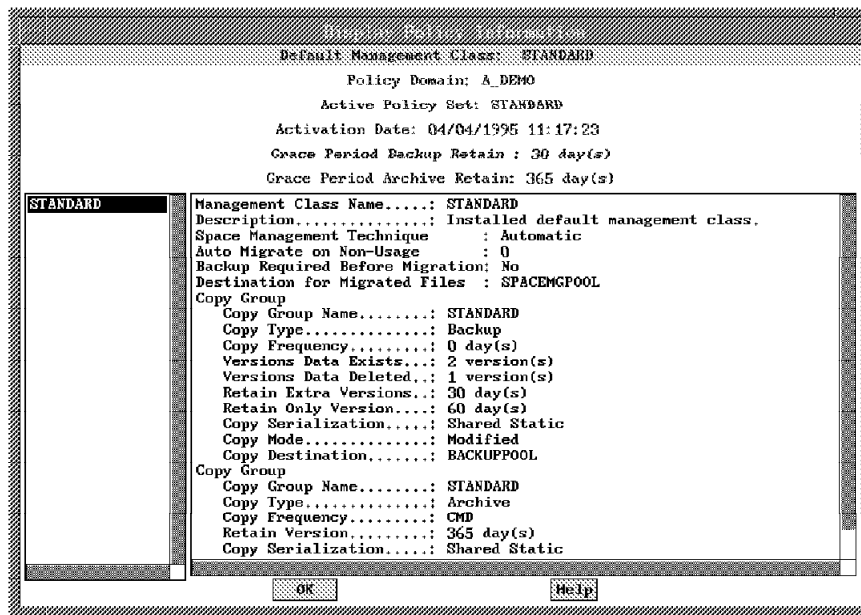 Display Policy Information
Default Management Class: STANDARD
Policy Domain: A_DEMO
Active Policy Set: STANDARD
Activation Date: 04/04/1995 11:17:23
Grace Period Backup Retain : 30 day(s)
Grace Period Archive Retain: 365 day(s)
STANDARD
Management Class Name.....: STANDARD
Description...............: Installed default management class.
Space Management Technique : Automatic
Auto Migrate on Non-Usage : 0
Backup Required Before Migration: No
Destination for Migrated Files : SPACEMGPOOL
Copy Group
Copy Group Name........: STANDARD
Copy Type..............: Backup
Copy Frequency.........: 0 day(s)
Versions Data Exists...: 2 version(s)
Versions Data Deleted..: 1 version(s)
Retain Extra Versions..: 30 day(s)
Retain Only Version....: 60 day(s)
Copy Serialization.....: Shared Static
Copy Mode..............: Modified
Copy Destination.......: BACKUPPOOL
Copy Group
Copy Group Name........: STANDARD
Copy Type..............: Archive
Copy Frequency.........: CMD
Retain Version.........: 365 day(s)
Copy Serialization.....: Shared Static
OK
Help